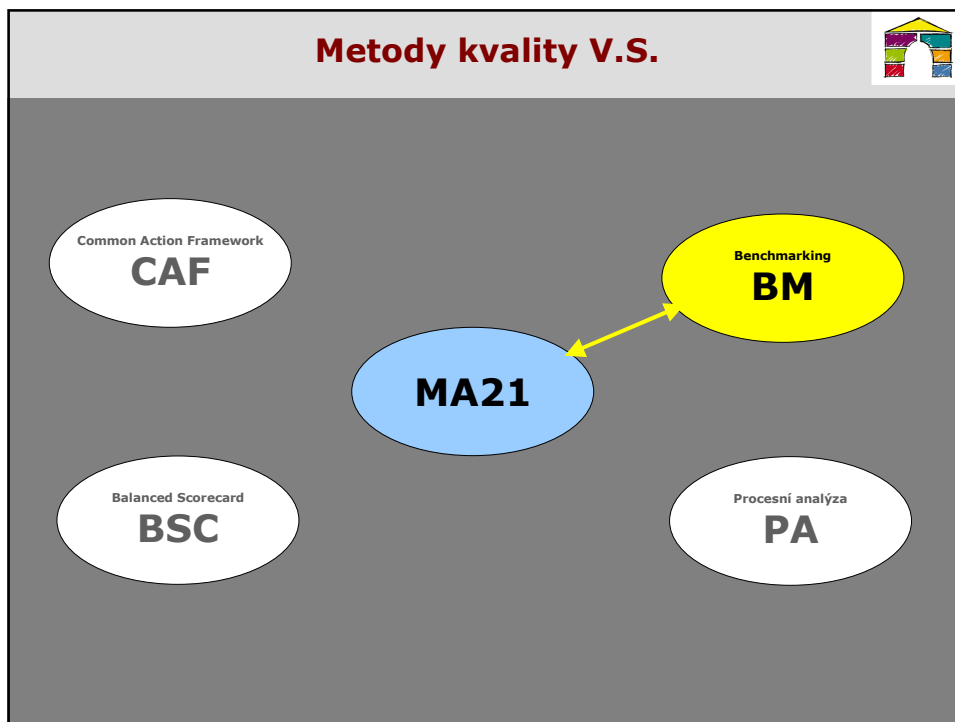 Metody kvality V.S.
Common Action Framework
CAF
Benchmarking
BM
MA21
Balanced Scorecard
BSC
Procesní analýza
PA